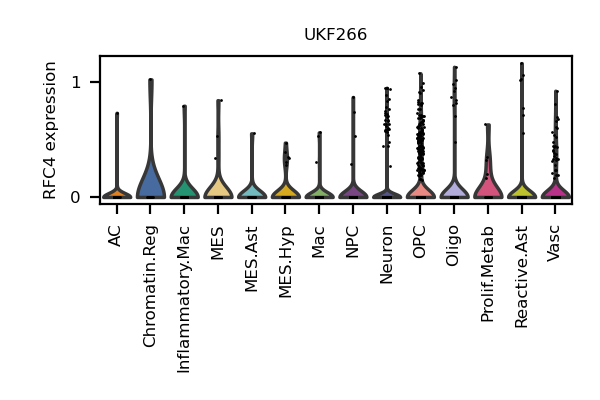 UKF266
RFC4 expression
1
0
AC
Chromatin.Reg
Inflammatory.Mac
MES
MES.Ast
MES.Hyp
Mac
NPC
Neuron
OPC
Oligo
Prolif.Metab
Reactive.Ast
Vasc